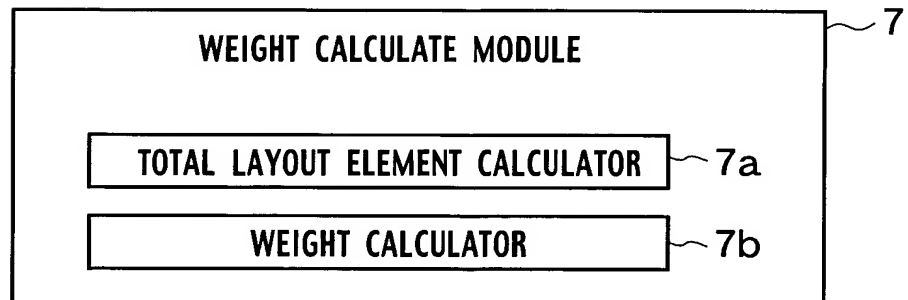 WEIGHT CALCULATE MODULE 7
TOTAL LAYOUT ELEMENT CALCULATOR 7a
WEIGHT CALCULATOR 7b